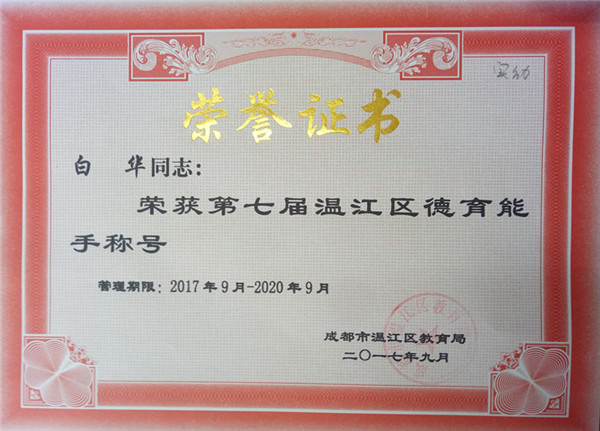 荣誉证书
白 华同志:
荣获第七届温江区德育能
手称号
管理期限: 2017年9月-2020年9月
成都市温江区教育局
二〇一七年九月